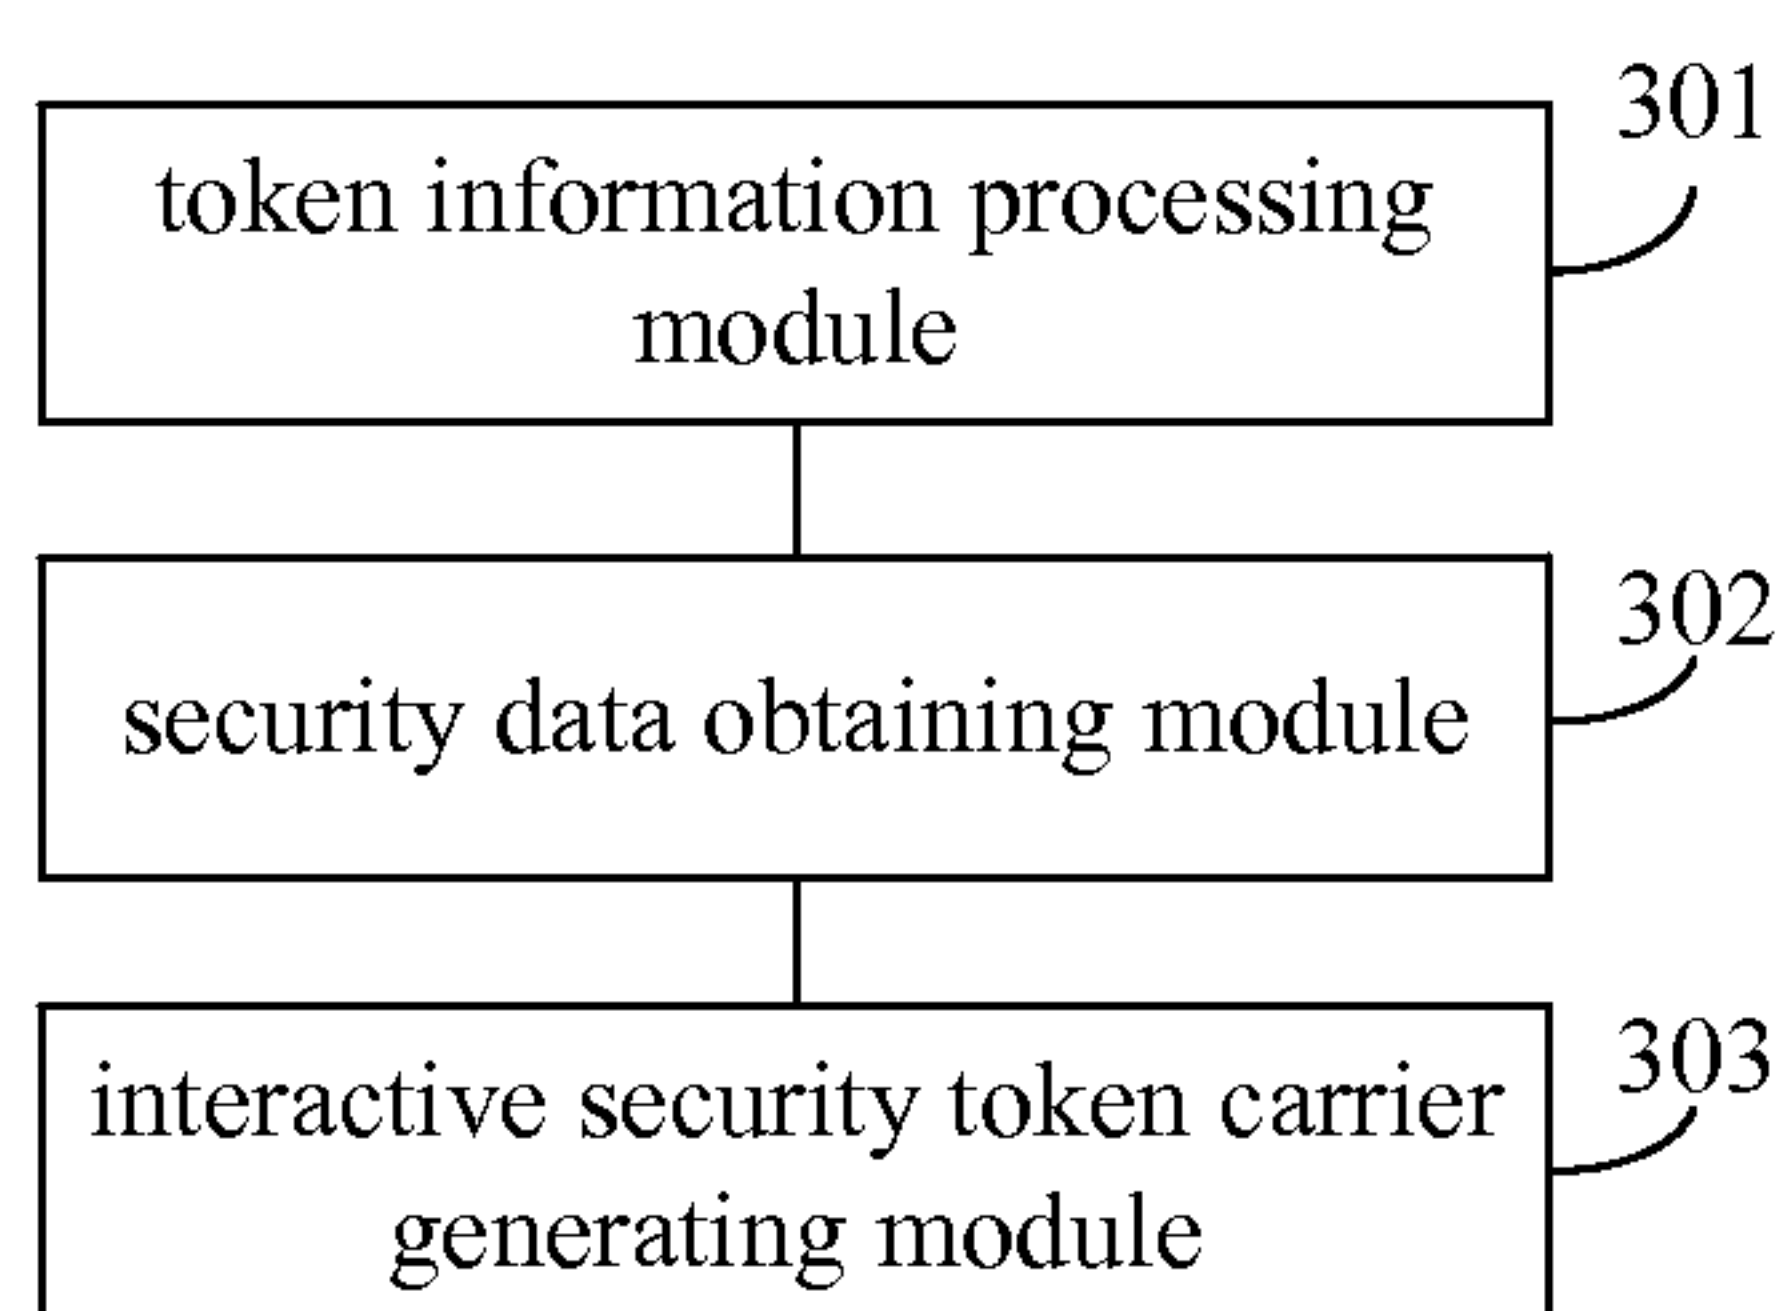 301
token information processing
module
302
security data obtaining module
303
interactive security token carrier
generating module